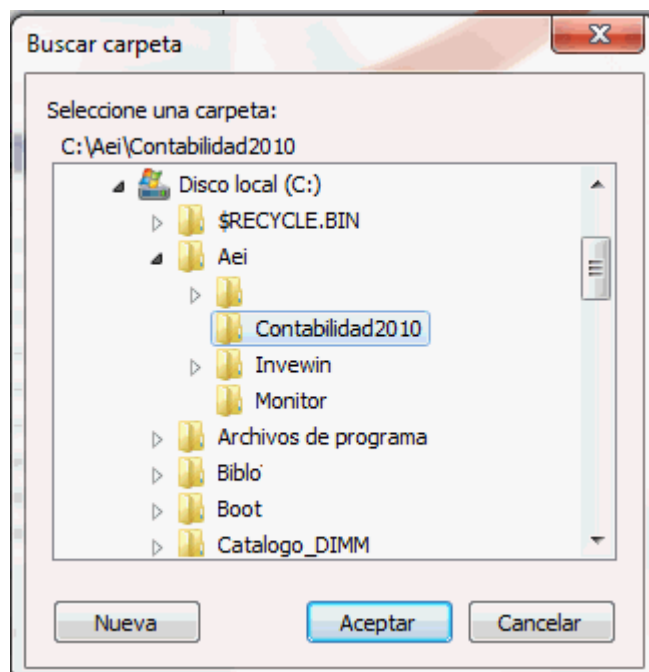 Buscar carpeta
Seleccione una carpeta:
C:\Aei\Contabilidad2010
Disco local (C:)
$RECYCLE.BIN
Aei
Contabilidad2010
Invewin
Monitor
Archivos de programa
Biblo
Boot
Catalogo_DIMM
Nueva Aceptar Cancelar